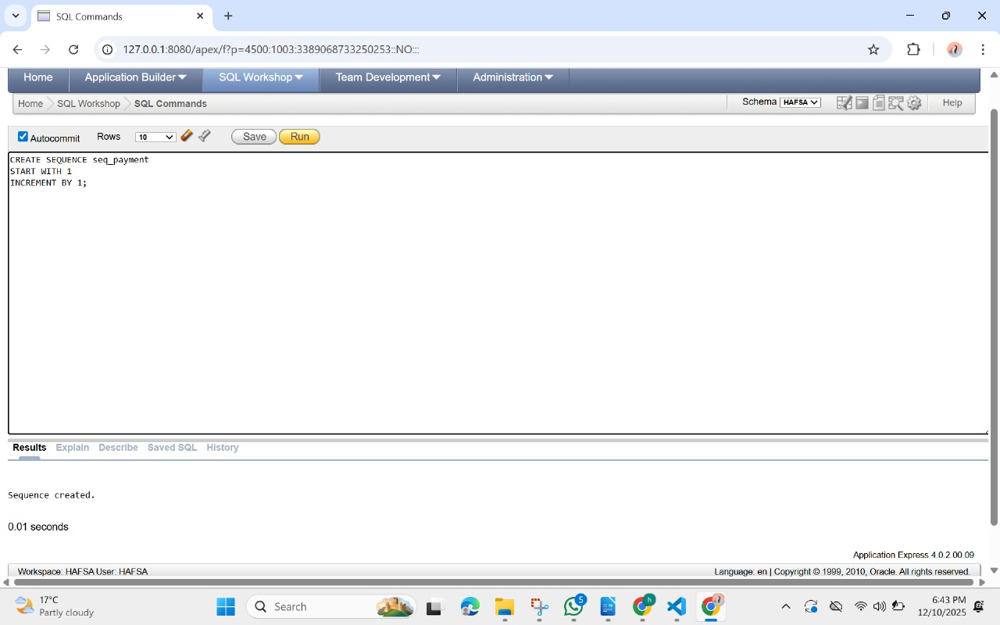 SQL Commands
127.0.0.1:8080/apex/f?p=4500:1003:3389068733250253::NO:::
Home Application Builder SQL Workshop Team Development Administration
Home SQL Workshop SQL Commands Schema HAFSA Help
Autocommit Rows 10 Save Run
CREATE SEQUENCE seq_payment
START WITH 1
INCREMENT BY 1;
Results Explain Describe Saved SQL History
Sequence created.
0.01 seconds
Application Express 4.0.2.00.09
Workspace: HAFSA User: HAFSA Language: en | Copyright © 1999, 2010, Oracle. All rights reserved.
17°C
Partly cloudy
Search
5
h
6:43 PM
12/10/2025